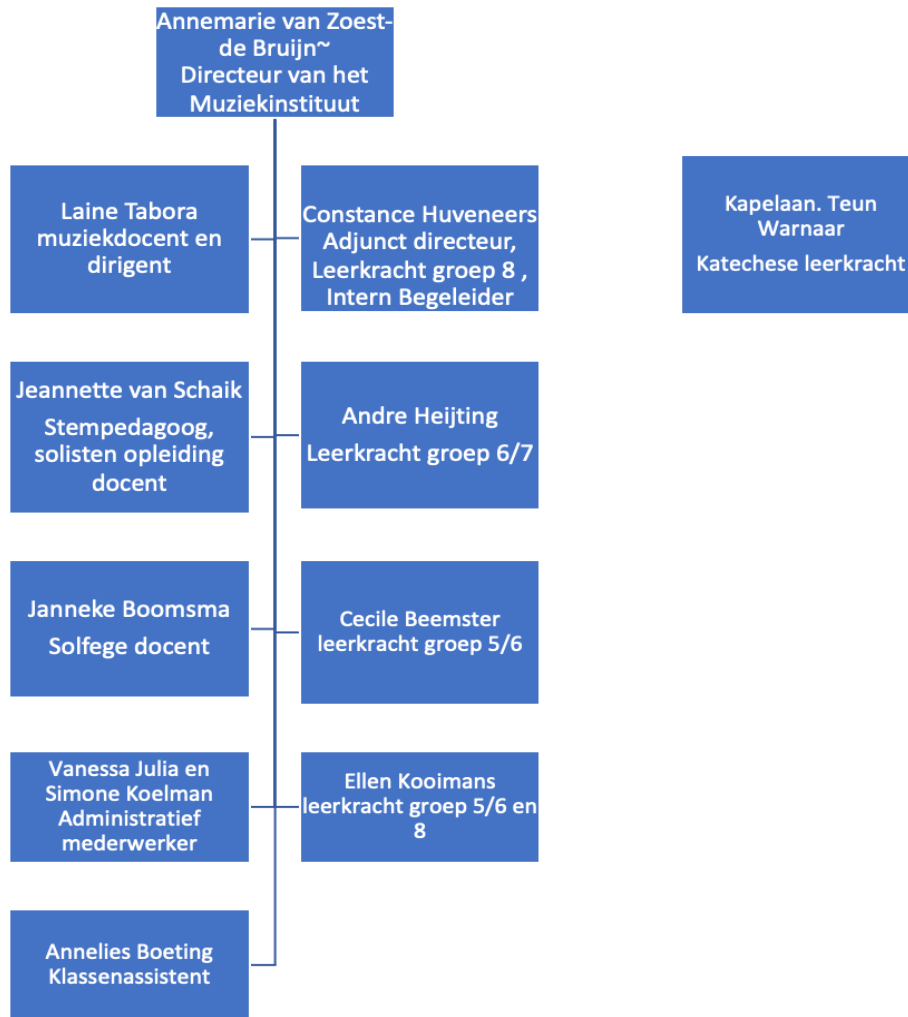 Annemarie van Zoest-
de Bruijn~
Directeur van het
Muziekinstituut
Laine Tabora
muziekdocent en
dirigent
Constance Huveneers
Adjunct directeur,
Leerkracht groep 8 ,
Intern Begeleider
Kapelaan. Teun
Warnaar
Katechese leerkracht
Jeannette van Schaik
Stempedagoog,
solisten opleiding
docent
Andre Heijting
Leerkracht groep 6/7
Janneke Boomsma
Solfege docent
Cecile Beemster
leerkracht groep 5/6
Vanessa Julia en
Simone Koelman
Administratief
mederwerker
Ellen Kooimans
leerkracht groep 5/6 en
8
Annelies Boeting
Klassenassistent